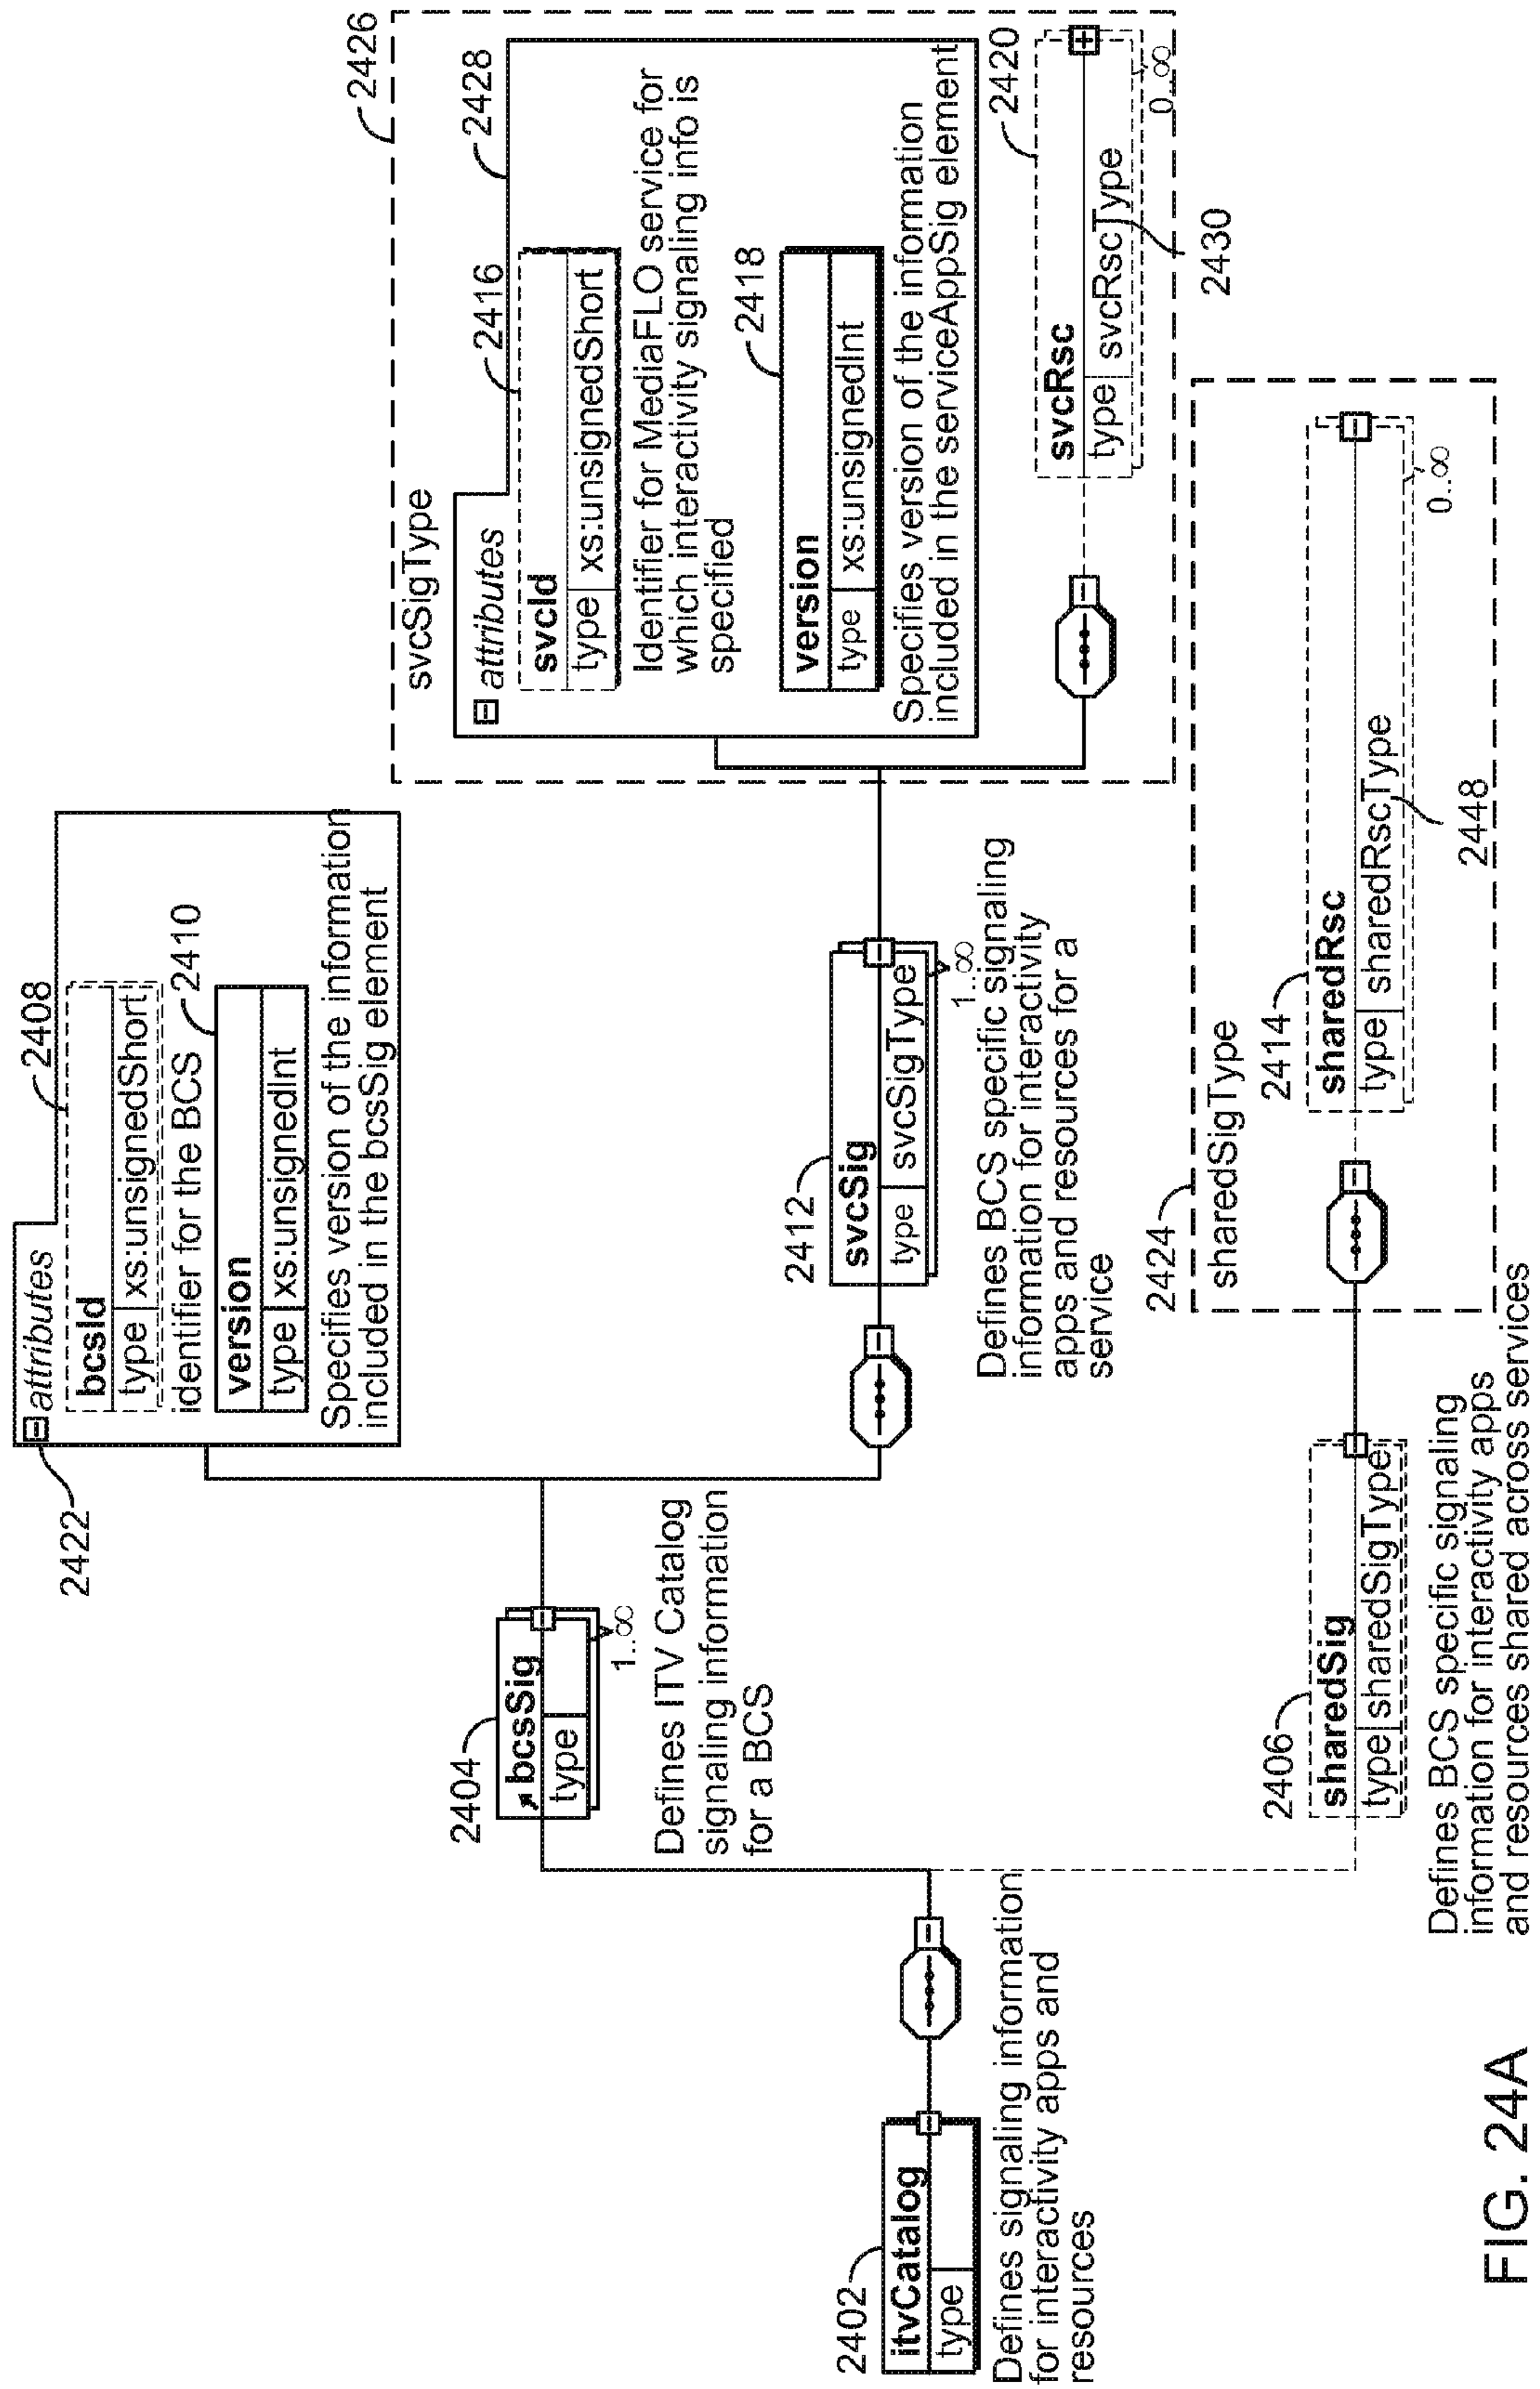 2422
attributes
2408
bcsId
type xs:unsignedShort
identifier for the BCS
2410
version
type xs:unsignedInt
Specifies version of the information
included in the bcsSig element
2426
svcSigType
2428
attributes
2416
svcId
type xs:unsignedShort
Identifier for MediaFLO service for
which interactivity signaling info is
specified
2418
version
type xs:unsignedInt
Specifies version of the information
included in the serviceAppSig element
2420
svcRsc
type svcRscType
0..∞
2430
2404
bcsSig
type
1..∞
Defines ITV Catalog
signaling information
for a BCS
2412
svcSig
type svcSigType
1..∞
Defines BCS specific signaling
information for interactivity
apps and resources for a
service
2402
itvCatalog
type
Defines signaling information
for interactivity apps and
resources
2424
sharedSigType
2414
sharedRsc
type sharedRscType
0..∞
2448
2406
sharedSig
type sharedSigType
Defines BCS specific signaling
information for interactivity apps
and resources shared across services
FIG. 24A